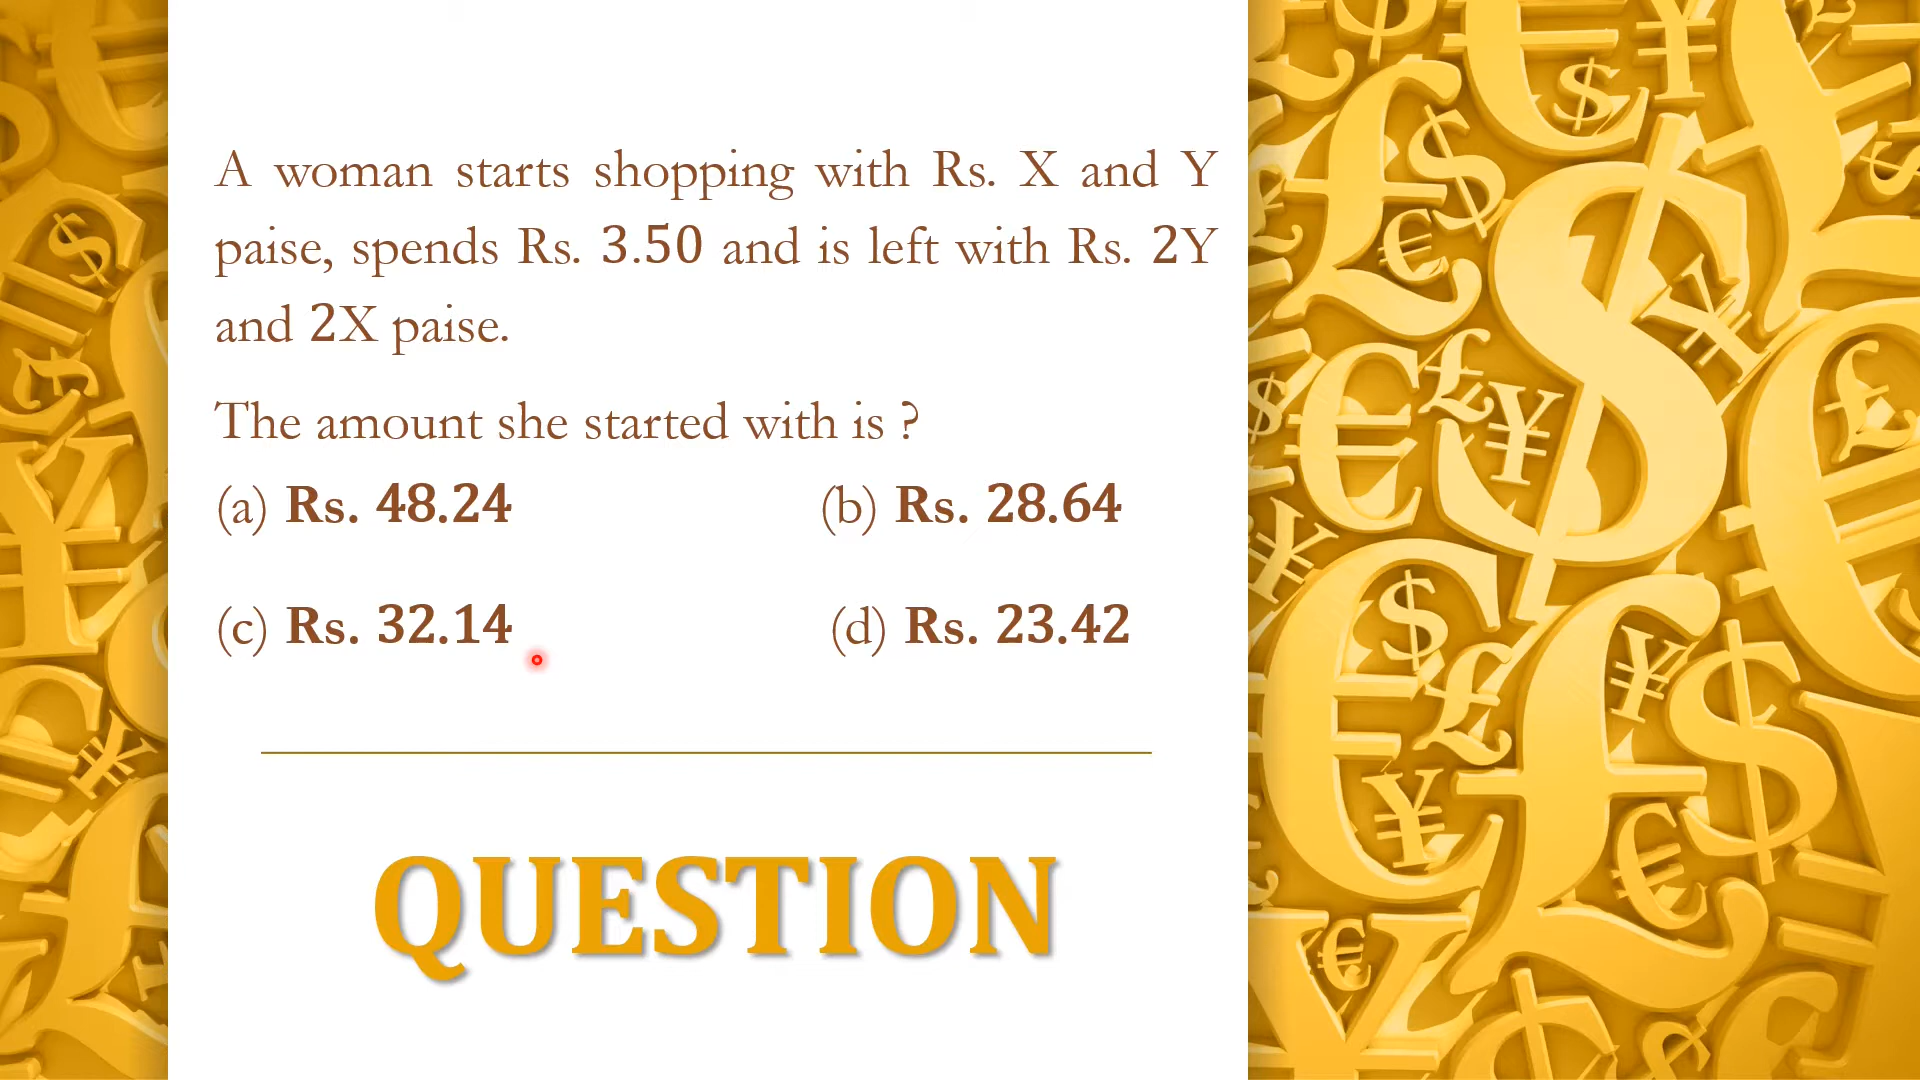 A woman starts shopping with Rs. X and Y
paise, spends Rs. 3.50 and is left with Rs. 2Y
and 2X paise.
The amount she started with is ?
(a) Rs. 48.24 (b) Rs. 28.64
(c) Rs. 32.14 (d) Rs. 23.42
QUESTION